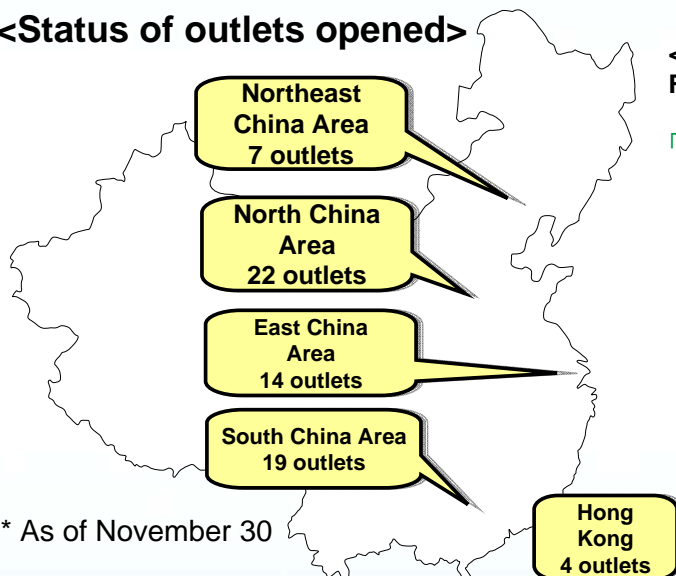 <Status of outlets opened>
Northeast
China Area
7 outlets
North China
Area
22 outlets
East China
Area
14 outlets
South China Area
19 outlets
Hong
Kong
4 outlets
* As of November 30